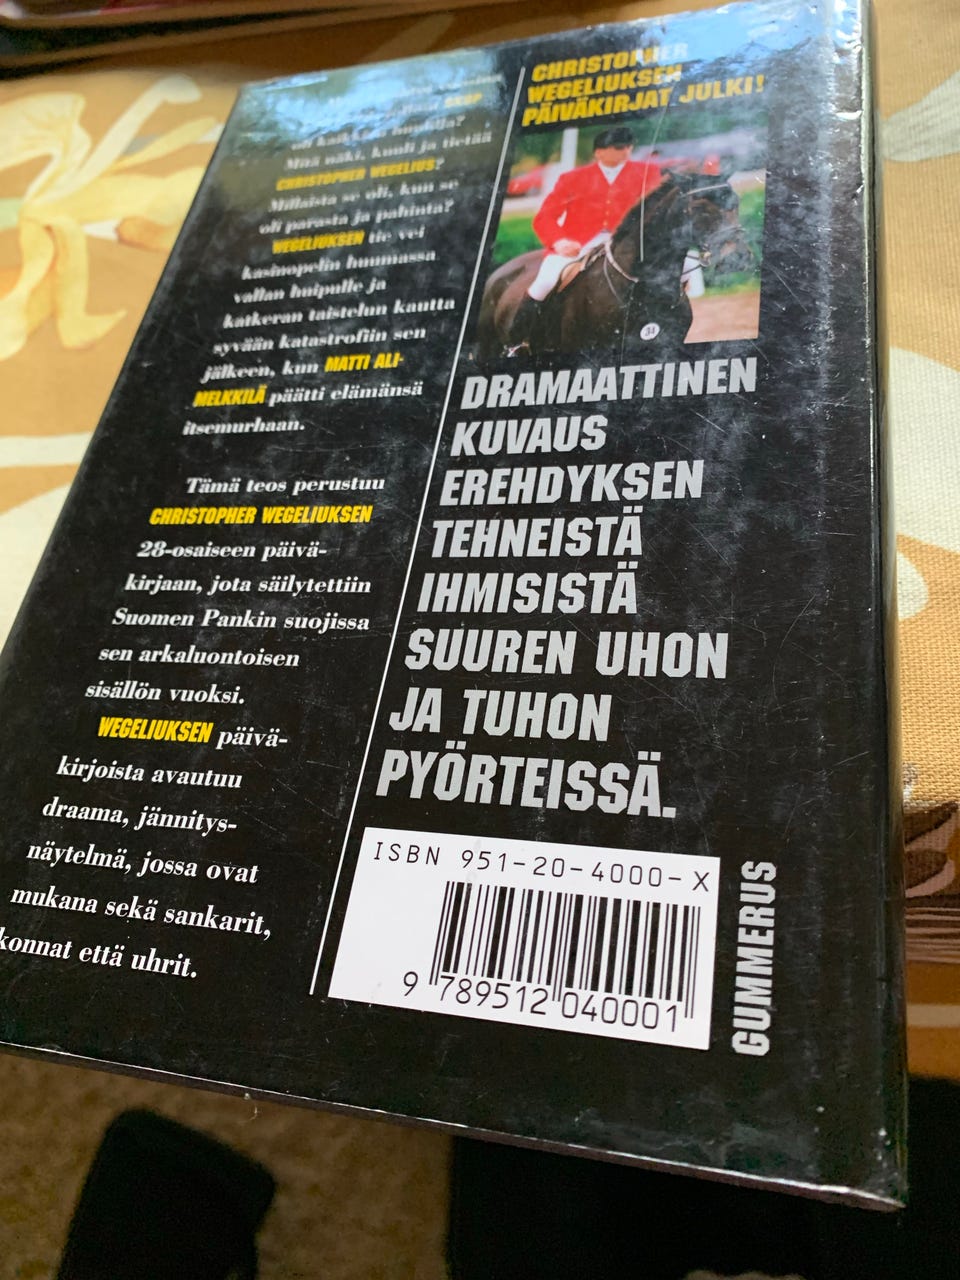 SKOP
oli kaikkein huipulla?
Mitä näki, kuuli ja tietää
CHRISTOPHER WEGELIUS?
Millaista se oli, kun se
oli parasta ja pahinta?
WEGELIUKSEN tie vei
kasinopelin huumassa
vallan huipulle ja
katkeran taistelun kautta
syvään katastrofiin sen
jälkeen, kun MATTI ALI-
MELKKILÄ päätti elämänsä
itsemurhaan.
Tämä teos perustuu
CHRISTOPHER WEGELIUKSEN
28-osaiseen päivä-
kirjaan, jota säilytettiin
Suomen Pankin suojissa
sen arkaluontoisen
sisällön vuoksi.
WEGELIUKSEN päivä-
kirjoista avautuu
draama, jännitys-
näytelmä, jossa ovat
mukana sekä sankarit,
konnat että uhrit.
CHRISTOPHER
WEGELIUKSEN
PÄIVÄKIRJAT JULKI!
34
DRAMAATTINEN
KUVAUS
EREHDYKSEN
TEHNEISTÄ
IHMISISTÄ
SUUREN UHON
JA TUHON
PYÖRTEISSÄ.
ISBN 951-20-4000-X
9 789512 040001
GUMMERUS